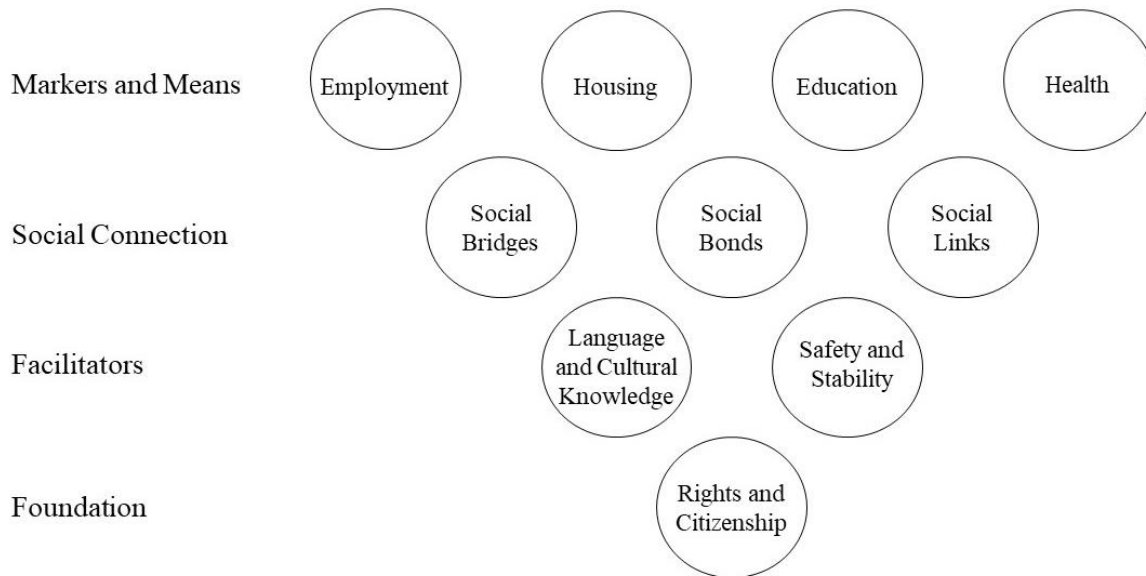 Markers and Means
Employment
Housing
Education
Health
Social Connection
Social
Bridges
Social
Bonds
Social
Links
Facilitators
Language
and Cultural
Knowledge
Safety and
Stability
Foundation
Rights and
Citizenship